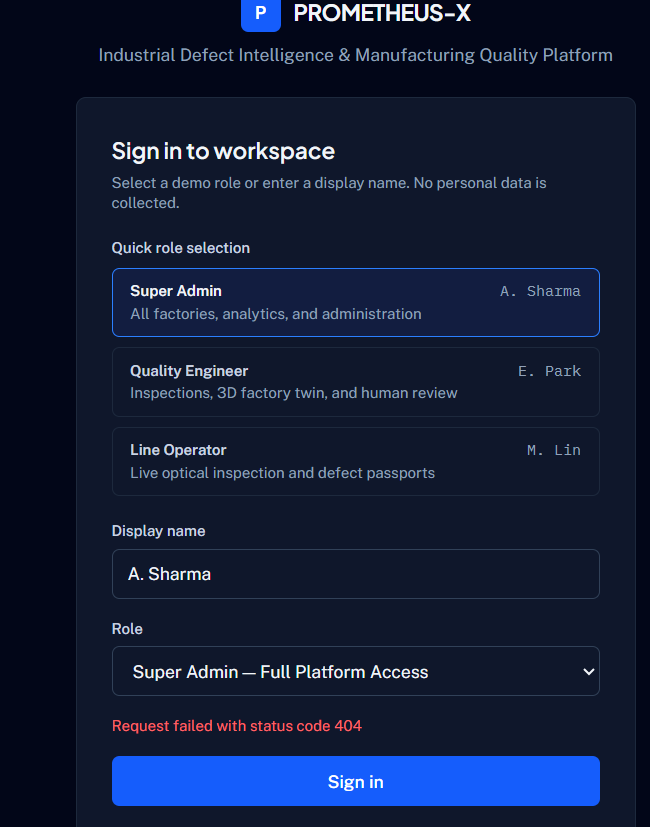 P PROMETHEUS-X
Industrial Defect Intelligence & Manufacturing Quality Platform
Sign in to workspace
Select a demo role or enter a display name. No personal data is
collected.
Quick role selection
Super Admin A. Sharma
All factories, analytics, and administration
Quality Engineer E. Park
Inspections, 3D factory twin, and human review
Line Operator M. Lin
Live optical inspection and defect passports
Display name
A. Sharma
Role
Super Admin — Full Platform Access
Request failed with status code 404
Sign in